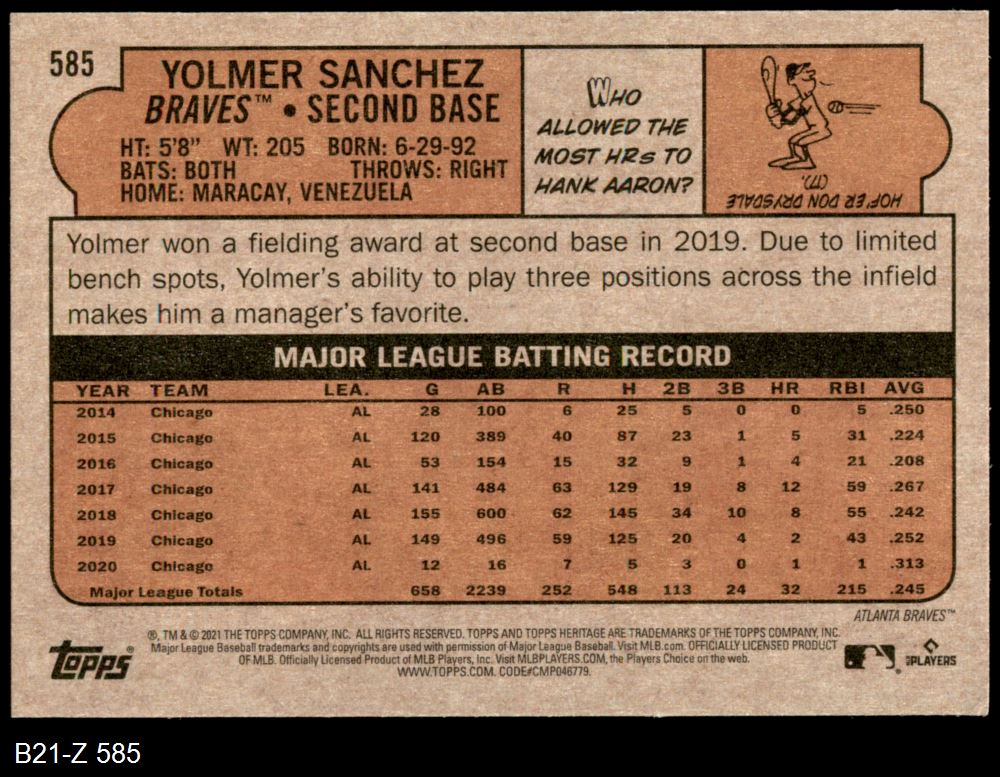 585
YOLMER SANCHEZ
BRAVES™ • SECOND BASE
HT: 5'8" WT: 205 BORN: 6-29-92
BATS: BOTH THROWS: RIGHT
HOME: MARACAY, VENEZUELA
WHO
ALLOWED THE
MOST HRs TO
HANK AARON?
HOF'ER DON DRYSDALE
(17).
Yolmer won a fielding award at second base in 2019. Due to limited
bench spots, Yolmer's ability to play three positions across the infield
makes him a manager's favorite.
MAJOR LEAGUE BATTING RECORD
YEAR TEAM LEA. G AB R H 2B 3B HR RBI AVG
2014 Chicago AL 28 100 6 25 5 0 0 5 .250
2015 Chicago AL 120 389 40 87 23 1 5 31 .224
2016 Chicago AL 53 154 15 32 9 1 4 21 .208
2017 Chicago AL 141 484 63 129 19 8 12 59 .267
2018 Chicago AL 155 600 62 145 34 10 8 55 .242
2019 Chicago AL 149 496 59 125 20 4 2 43 .252
2020 Chicago AL 12 16 7 5 3 0 1 1 .313
Major League Totals 658 2239 252 548 113 24 32 215 .245
ATLANTA BRAVES™
®, TM & © 2021 THE TOPPS COMPANY, INC. ALL RIGHTS RESERVED. TOPPS AND TOPPS HERITAGE ARE TRADEMARKS OF THE TOPPS COMPANY, INC.
Major League Baseball trademarks and copyrights are used with permission of Major League Baseball. Visit MLB.com. OFFICIALLY LICENSED PRODUCT
OF MLB. Officially Licensed Product of MLB Players, Inc. Visit MLBPLAYERS.COM, the Players Choice on the web.
WWW.TOPPS.COM. CODE#CMP046779.
Topps®
MLBPLAYERS
B21-Z 585